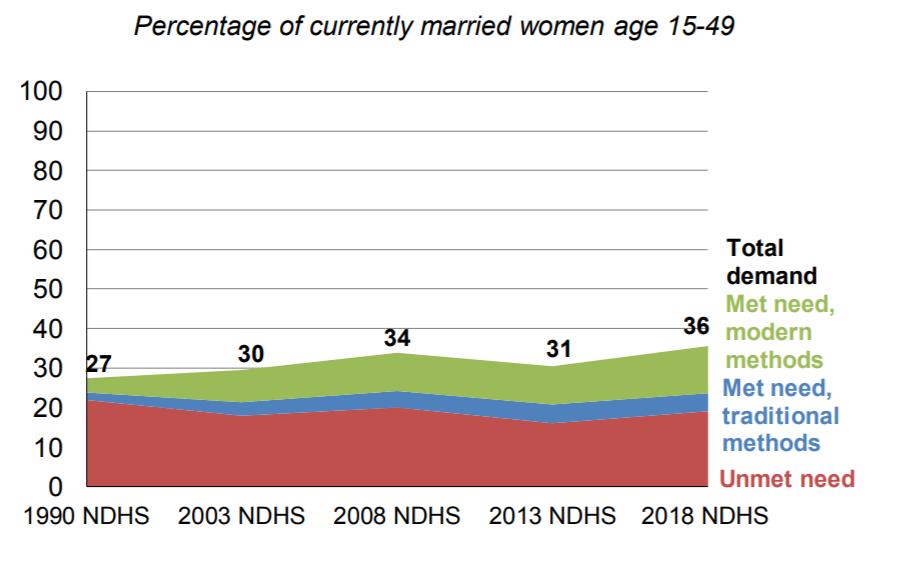 Percentage of currently married women age 15-49
100
90
80
70
60
50
40
30
20
10
0
27
30
34
31
36
1990 NDHS 2003 NDHS 2008 NDHS 2013 NDHS 2018 NDHS
Total
demand
Met need,
modern
methods
Met need,
traditional
methods
Unmet need